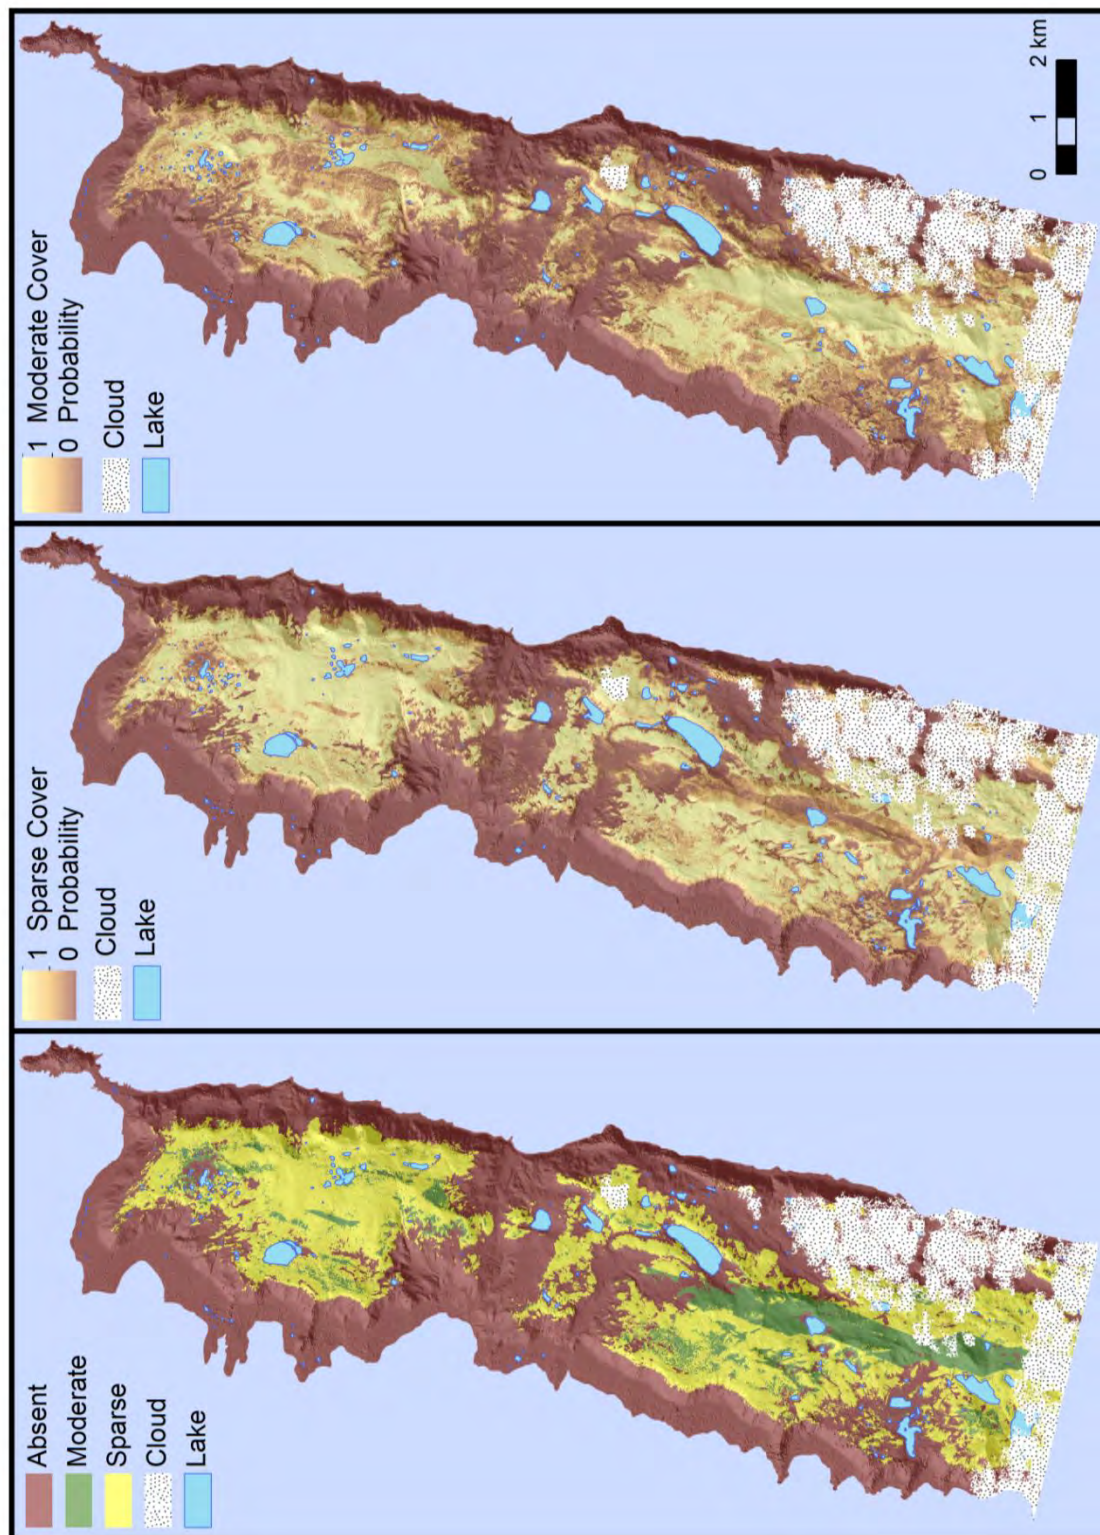 Absent
Moderate
Sparse
Cloud
Lake
1 Sparse Cover
0 Probability
Cloud
Lake
1 Moderate Cover
0 Probability
Cloud
Lake
0 1 2 km